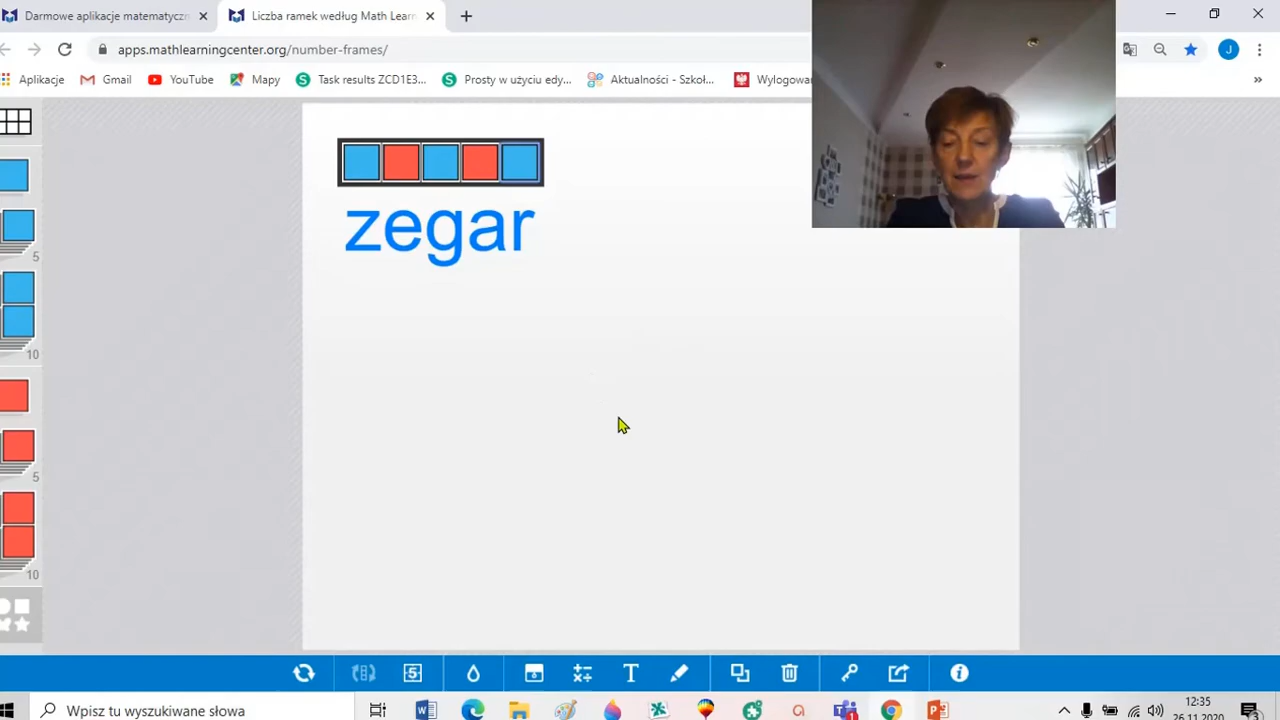 Darmowe aplikacje matematyczn
Liczba ramek według Math Learn
apps.mathlearningcenter.org/number-frames/
J
Aplikacje
Gmail
YouTube
Mapy
Task results ZCD1E3...
Prosty w użyciu edy...
Aktualności - Szkoł...
Wylogowa
zegar
5
10
5
10
5
T
Wpisz tu wyszukiwane słowa
12:35
26.11.2020